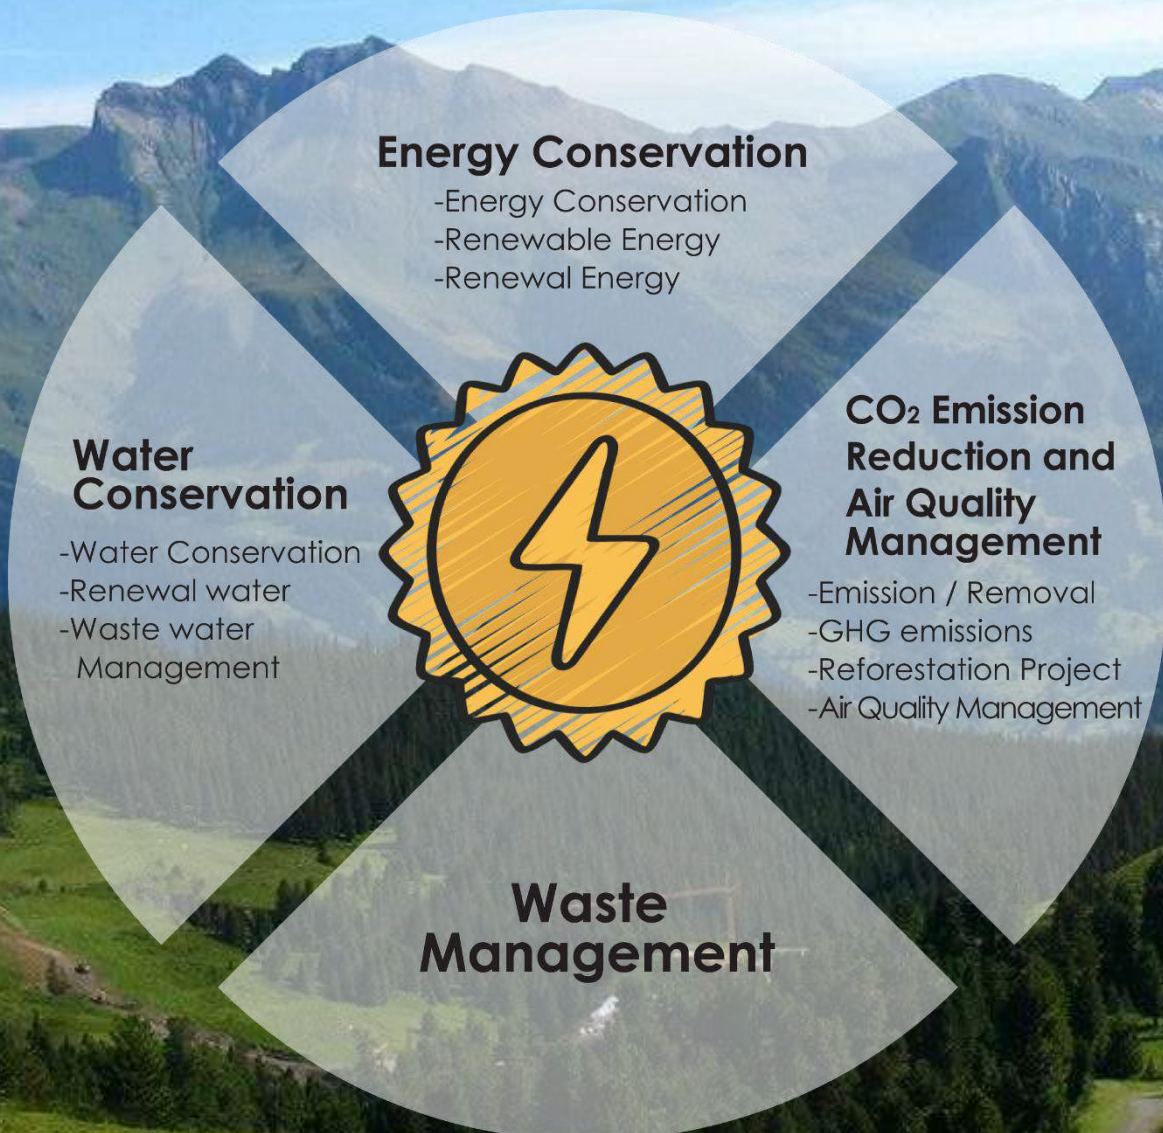 Energy Conservation
-Energy Conservation
-Renewable Energy
-Renewal Energy
Water
Conservation
-Water Conservation
-Renewal water
-Waste water
Management
CO₂ Emission
Reduction and
Air Quality
Management
-Emission / Removal
-GHG emissions
-Reforestation Project
-Air Quality Management
Waste
Management